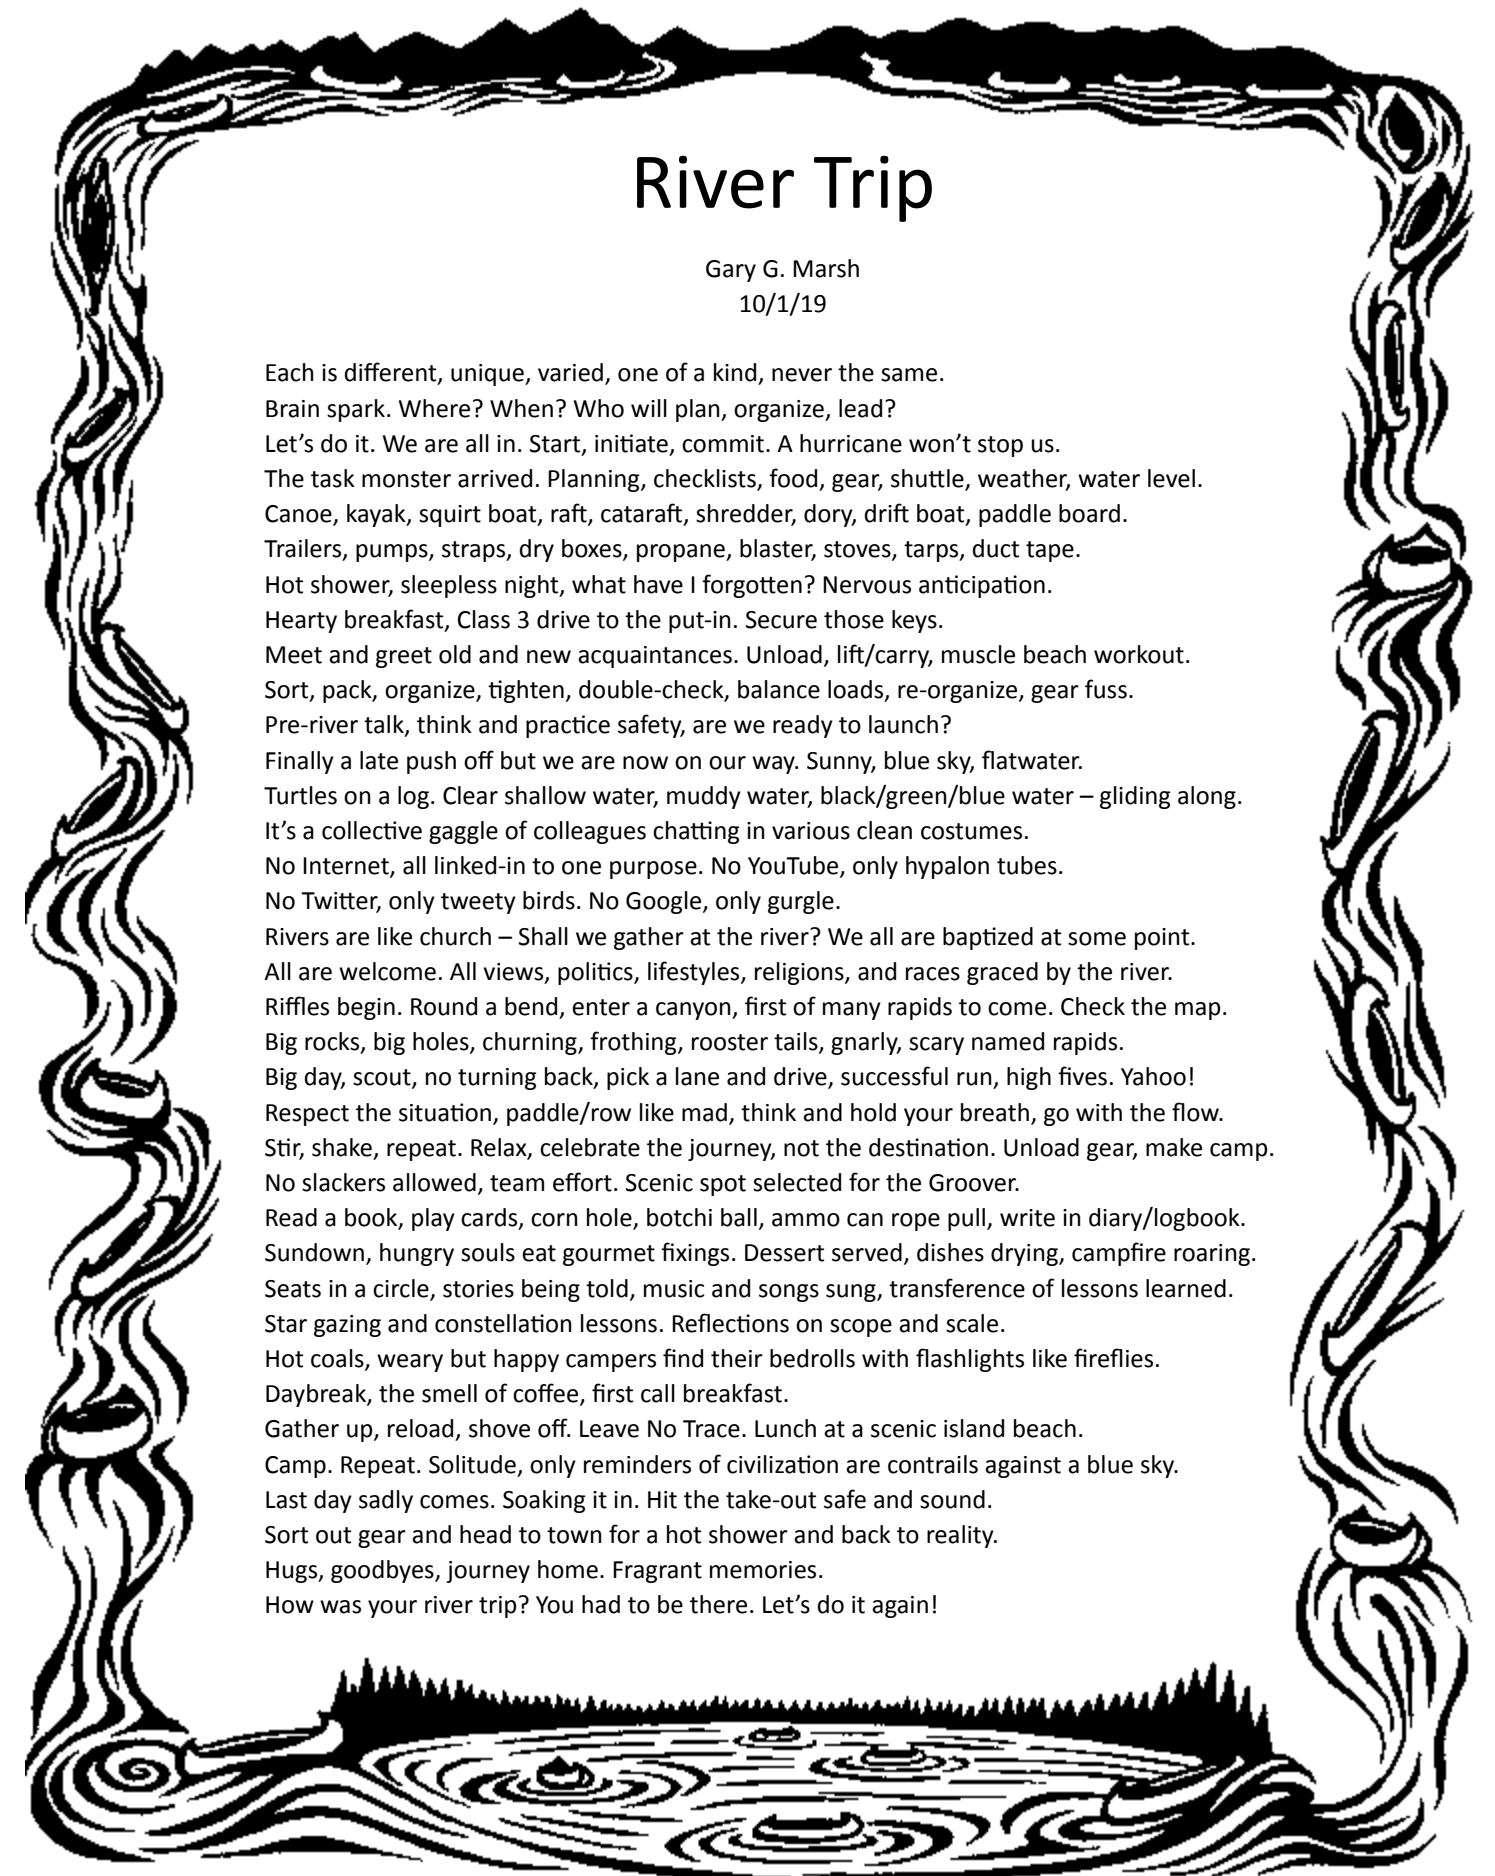 River Trip
Gary G. Marsh
10/1/19
Each is different, unique, varied, one of a kind, never the same.
Brain spark. Where? When? Who will plan, organize, lead?
Let’s do it. We are all in. Start, initiate, commit. A hurricane won’t stop us.
The task monster arrived. Planning, checklists, food, gear, shuttle, weather, water level.
Canoe, kayak, squirt boat, raft, cataraft, shredder, dory, drift boat, paddle board.
Trailers, pumps, straps, dry boxes, propane, blaster, stoves, tarps, duct tape.
Hot shower, sleepless night, what have I forgotten? Nervous anticipation.
Hearty breakfast, Class 3 drive to the put-in. Secure those keys.
Meet and greet old and new acquaintances. Unload, lift/carry, muscle beach workout.
Sort, pack, organize, tighten, double-check, balance loads, re-organize, gear fuss.
Pre-river talk, think and practice safety, are we ready to launch?
Finally a late push off but we are now on our way. Sunny, blue sky, flatwater.
Turtles on a log. Clear shallow water, muddy water, black/green/blue water – gliding along.
It’s a collective gaggle of colleagues chatting in various clean costumes.
No Internet, all linked-in to one purpose. No YouTube, only hypalon tubes.
No Twitter, only tweety birds. No Google, only gurgle.
Rivers are like church – Shall we gather at the river? We all are baptized at some point.
All are welcome. All views, politics, lifestyles, religions, and races graced by the river.
Riffles begin. Round a bend, enter a canyon, first of many rapids to come. Check the map.
Big rocks, big holes, churning, frothing, rooster tails, gnarly, scary named rapids.
Big day, scout, no turning back, pick a lane and drive, successful run, high fives. Yahoo!
Respect the situation, paddle/row like mad, think and hold your breath, go with the flow.
Stir, shake, repeat. Relax, celebrate the journey, not the destination. Unload gear, make camp.
No slackers allowed, team effort. Scenic spot selected for the Groover.
Read a book, play cards, corn hole, botchi ball, ammo can rope pull, write in diary/logbook.
Sundown, hungry souls eat gourmet fixings. Dessert served, dishes drying, campfire roaring.
Seats in a circle, stories being told, music and songs sung, transference of lessons learned.
Star gazing and constellation lessons. Reflections on scope and scale.
Hot coals, weary but happy campers find their bedrolls with flashlights like fireflies.
Daybreak, the smell of coffee, first call breakfast.
Gather up, reload, shove off. Leave No Trace. Lunch at a scenic island beach.
Camp. Repeat. Solitude, only reminders of civilization are contrails against a blue sky.
Last day sadly comes. Soaking it in. Hit the take-out safe and sound.
Sort out gear and head to town for a hot shower and back to reality.
Hugs, goodbyes, journey home. Fragrant memories.
How was your river trip? You had to be there. Let’s do it again!